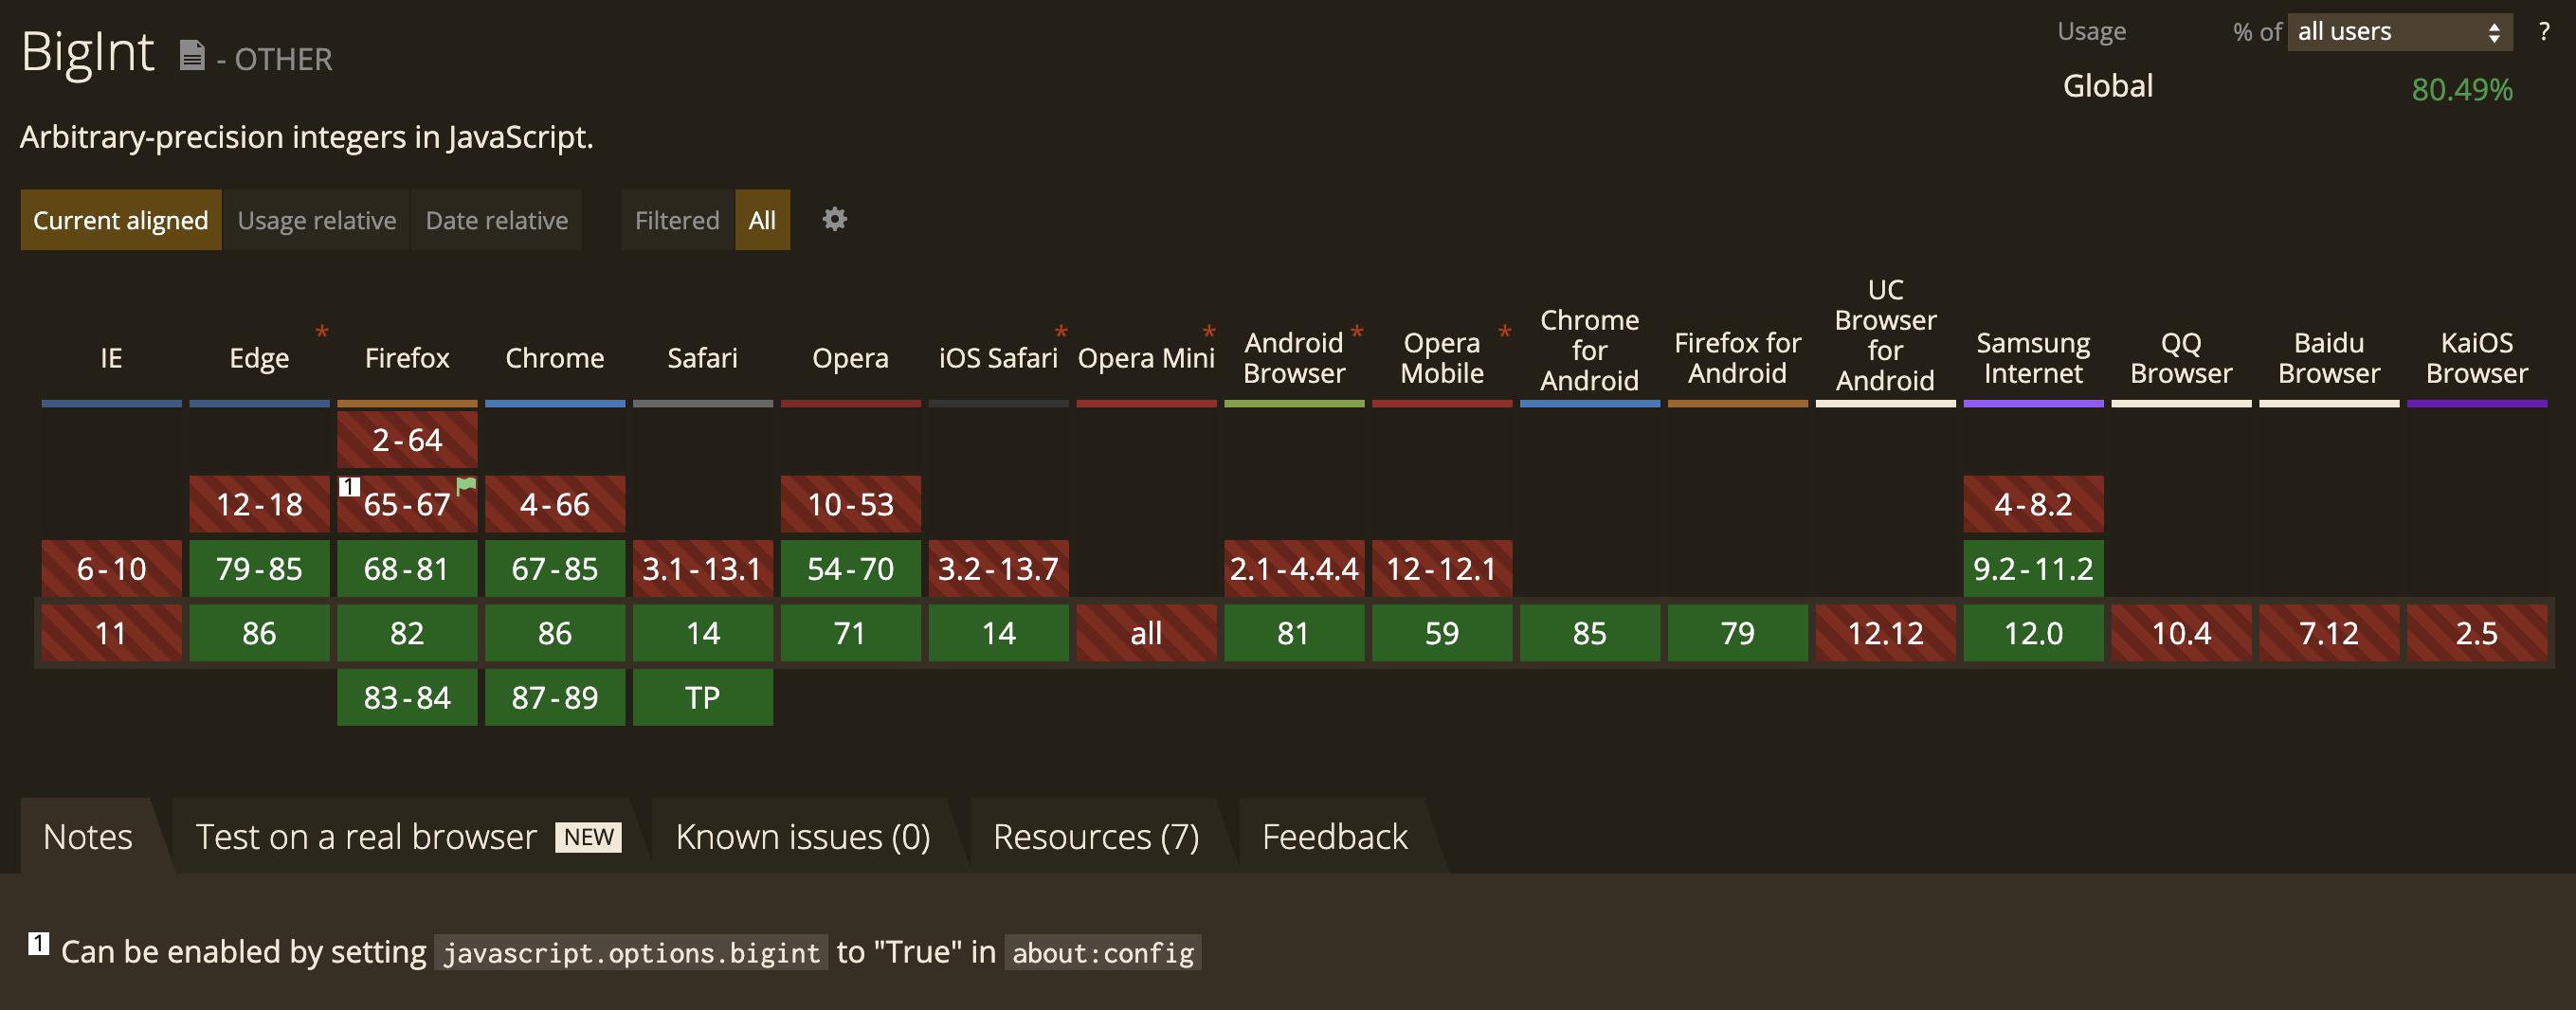 BigInt - OTHER
Usage % of all users ?
Global 80.49%
Arbitrary-precision integers in JavaScript.
Current aligned Usage relative Date relative Filtered All
IE
Edge *
Firefox
Chrome
Safari
Opera
iOS Safari *
Opera Mini *
Android Browser *
Opera Mobile *
Chrome for Android
Firefox for Android
UC Browser for Android
Samsung Internet
QQ Browser
Baidu Browser
KaiOS Browser
2-64
12-18 1 65-67 4-66 10-53 4-8.2
6-10 79-85 68-81 67-85 3.1-13.1 54-70 3.2-13.7 2.1-4.4.4 12-12.1 9.2-11.2
11 86 82 86 14 71 14 all 81 59 85 79 12.12 12.0 10.4 7.12 2.5
83-84 87-89 TP
Notes Test on a real browser NEW Known issues (0) Resources (7) Feedback
1 Can be enabled by setting javascript.options.bigint to "True" in about:config